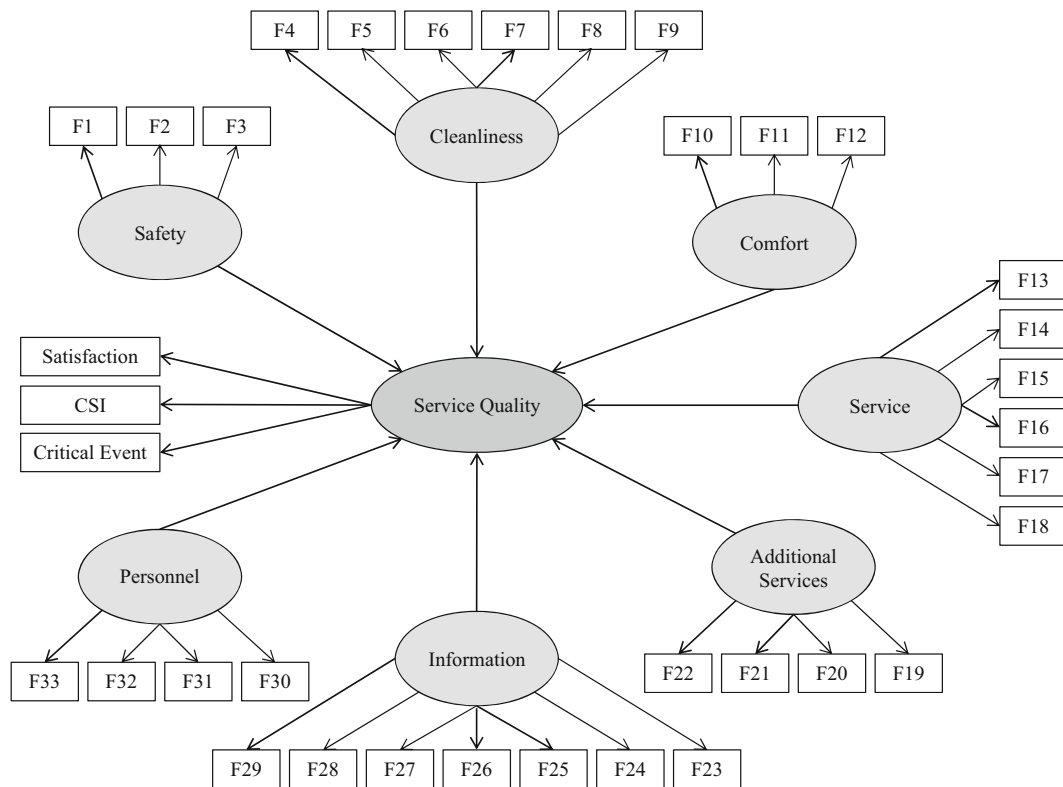 F4
F5
F6
F7
F8
F9
Cleanliness
F1
F2
F3
Safety
F10
F11
F12
Comfort
F13
F14
F15
F16
F17
F18
Service
Satisfaction
CSI
Critical Event
Service Quality
Personnel
F33
F32
F31
F30
Information
F29
F28
F27
F26
F25
F24
F23
Additional
Services
F22
F21
F20
F19